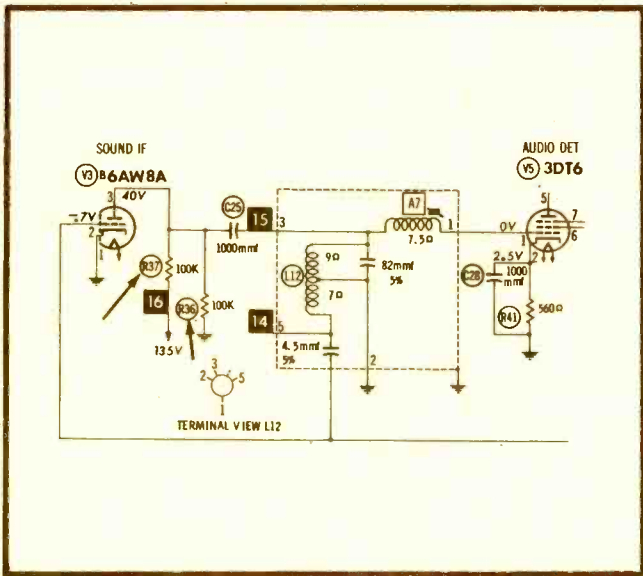 SOUND IF
V3 B 6AW8A
3
40V
-.7V
2
1
R37
100K
16
135V
R36
100K
C25
1000mmf
15
3
14
5
L12
9Ω
7Ω
82mmf
5%
4.5mmf
5%
2
A7
7.5Ω
1
0V
AUDIO DET
V5 3DT6
5
7
6
1
2
2.5V
C28
1000
mmf
R41
560Ω
3
2
5
1
TERMINAL VIEW L12